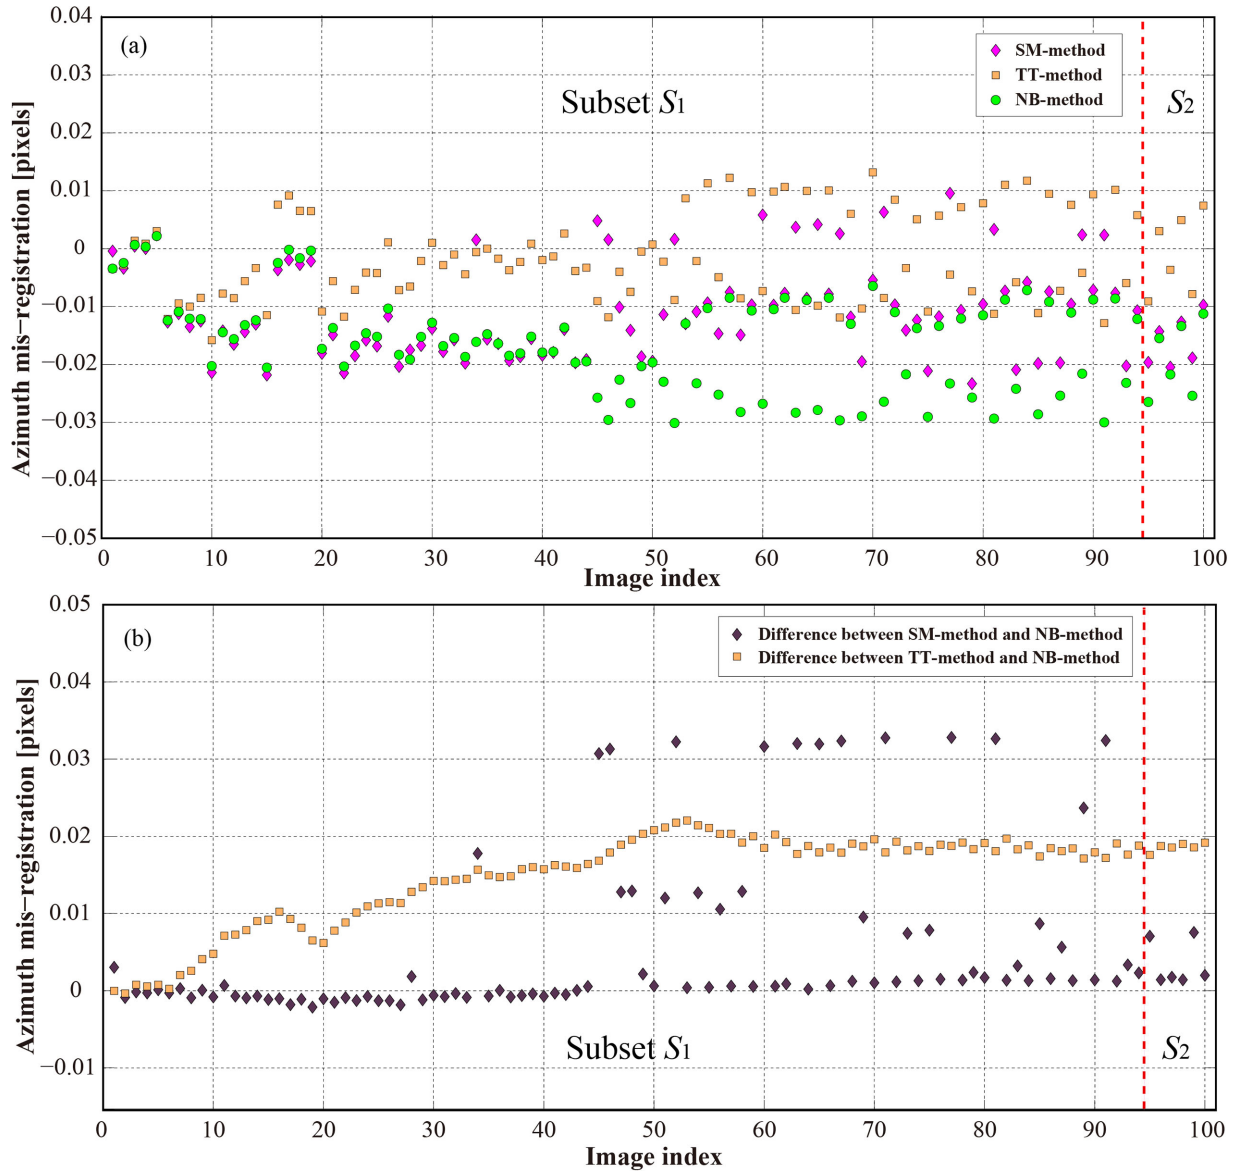 (a)
0.04
0.03
0.02
0.01
0
−0.01
−0.02
−0.03
−0.04
−0.05
Azimuth mis−registration [pixels]
SM-method
TT-method
NB-method
Subset S1
S2
0 10 20 30 40 50 60 70 80 90 100
Image index
(b)
0.05
0.04
0.03
0.02
0.01
0
−0.01
Azimuth mis−registration [pixels]
Difference between SM-method and NB-method
Difference between TT-method and NB-method
Subset S1
S2
0 10 20 30 40 50 60 70 80 90 100
Image index